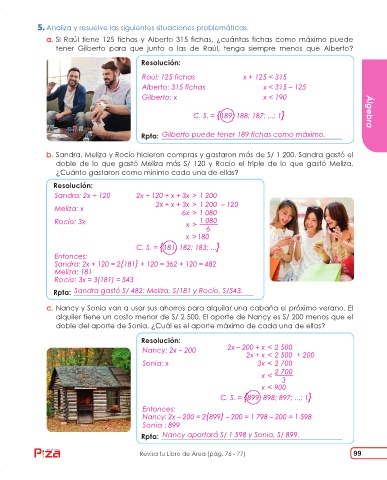 5. Analiza y resuelve las siguientes situaciones problemáticas.
a. Si Raúl tiene 125 fichas y Alberto 315 fichas, ¿cuántas fichas como máximo puede
tener Gilberto para que junto a las de Raúl, tenga siempre menos que Alberto?
Resolución:
Raúl: 125 fichas x + 125 < 315
Alberto: 315 fichas x < 315 – 125
Gilberto: x x < 190
C. S. = {189; 188; 187; ...; 1}
Rpta: Gilberto puede tener 189 fichas como máximo.
Álgebra
b. Sandra, Meliza y Rocío hicieron compras y gastaron más de S/ 1 200. Sandra gastó el
doble de lo que gastó Meliza más S/ 120 y Rocío el triple de lo que gastó Meliza.
¿Cuánto gastaron como mínimo cada una de ellas?
Resolución:
Sandra: 2x + 120 2x + 120 + x + 3x > 1 200
Meliza: x 2x + x + 3x > 1 200 – 120
6x > 1 080
Rocío: 3x x > 1 080
6
x > 180
C. S. = {181; 182; 183; ...}
Entonces:
Sandra: 2x + 120 = 2(181) + 120 = 362 + 120 = 482
Meliza: 181
Rocío: 3x = 3(181) = 543
Rpta: Sandra gastó S/ 482; Meliza, S/181 y Rocío, S/543.
c. Nancy y Sonia van a usar sus ahorros para alquilar una cabaña el próximo verano. El
alquiler tiene un costo menor de S/ 2 500. El aporte de Nancy es S/ 200 menos que el
doble del aporte de Sonia. ¿Cuál es el aporte máximo de cada una de ellas?
Resolución:
Nancy: 2x – 200 2x – 200 + x < 2 500
2x + x < 2 500 + 200
Sonia: x 3x < 2 700
x < 2 700
3
x < 900
C. S. = {899; 898; 897; ...; 1}
Entonces:
Nancy: 2x – 200 = 2(899) – 200 = 1 798 – 200 = 1 598
Sonia : 899
Rpta: Nancy aportará S/ 1 598 y Sonia, S/ 899.
Pza Revisa tu Libro de Área (pág. 76 - 77) 99